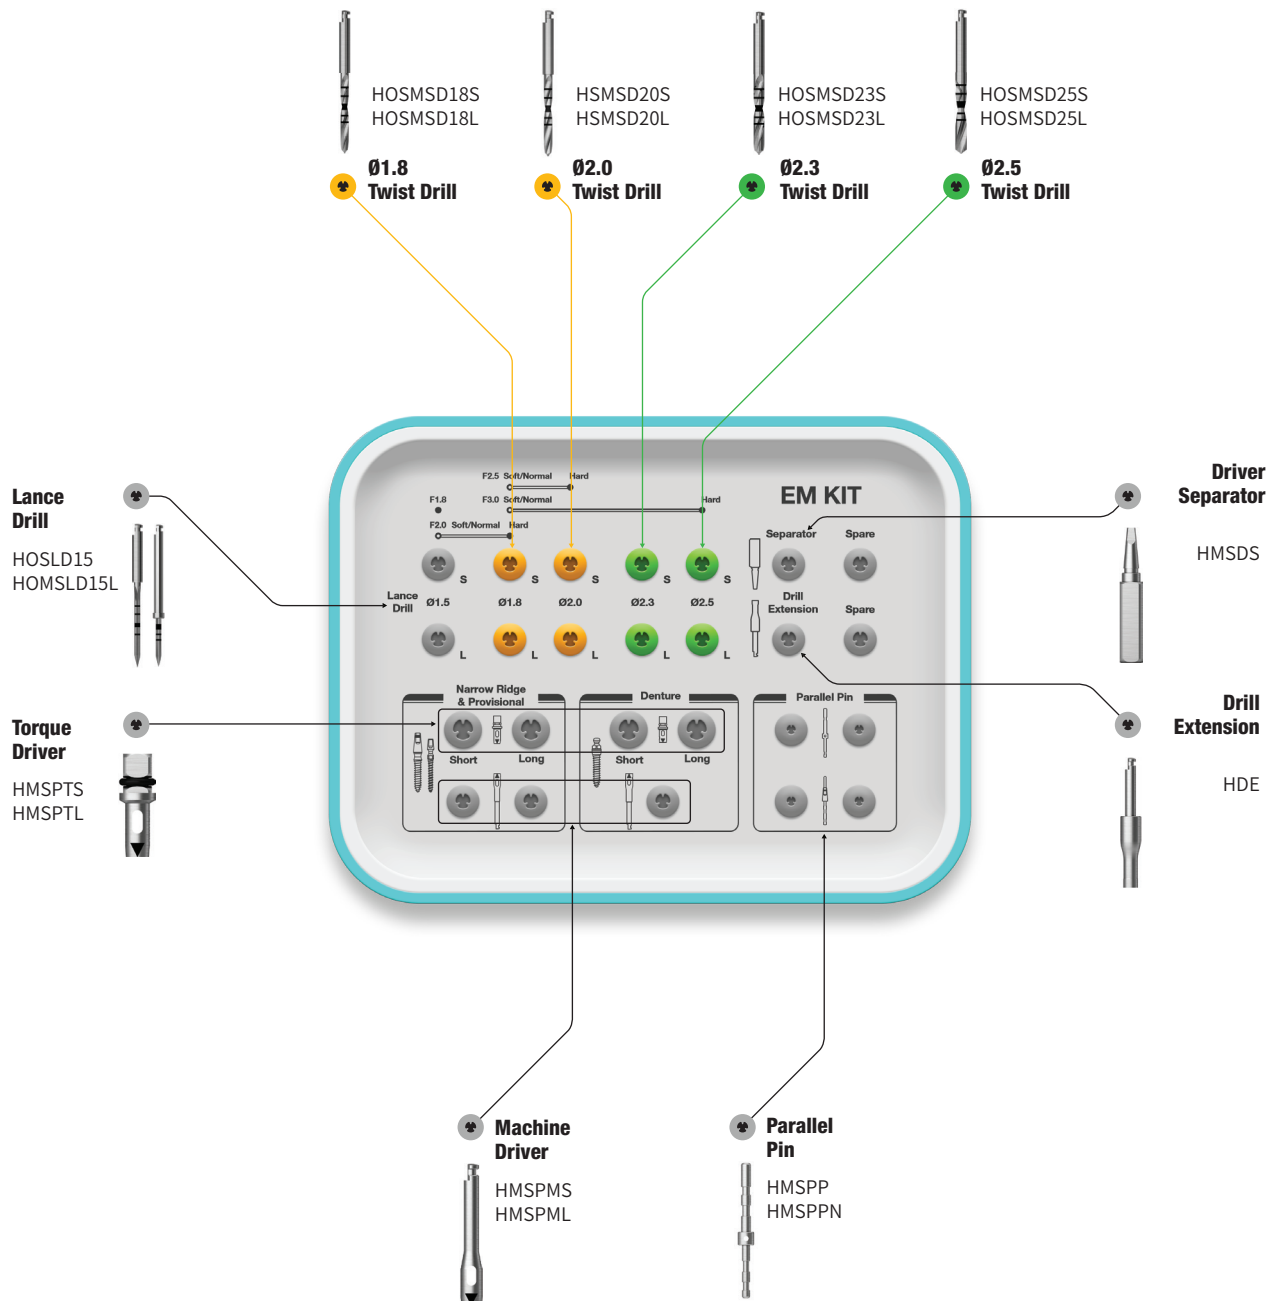 HOSMSD18S
HOSMSD18L
Ø1.8
Twist Drill
HSMSD20S
HSMSD20L
Ø2.0
Twist Drill
HOSMSD23S
HOSMSD23L
Ø2.3
Twist Drill
HOSMSD25S
HOSMSD25L
Ø2.5
Twist Drill
Lance
Drill
HOSLD15
HOMSLD15L
Torque
Driver
HMSPTS
HMSPTL
F2.5 Soft/Normal Hard
F1.8 F3.0 Soft/Normal Hard
F2.0 Soft/Normal Hard
EM KIT
Separator Spare
S S S S S
Lance
Drill
Ø1.5 Ø1.8 Ø2.0 Ø2.3 Ø2.5
Drill
Extension
Spare
L L L L L
Narrow Ridge
& Provisional
Short Long
Denture
Short Long
Parallel Pin
Driver
Separator
HMSDS
Drill
Extension
HDE
Machine
Driver
HMSPMS
HMSPML
Parallel
Pin
HMSPP
HMSPPN